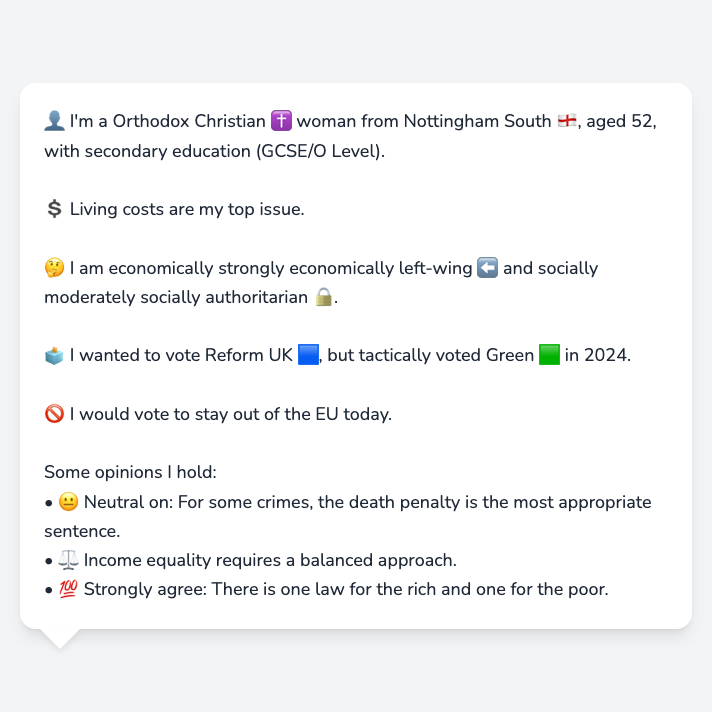 👤 I'm a Orthodox Christian ✝️ woman from Nottingham South 🏴󠁧󠁢󠁥󠁮󠁧󠁿, aged 52,
with secondary education (GCSE/O Level).
💲 Living costs are my top issue.
🤔 I am economically strongly economically left-wing ⬅️ and socially
moderately socially authoritarian 🔒.
🗳️ I wanted to vote Reform UK 🟦, but tactically voted Green 🟩 in 2024.
🚫 I would vote to stay out of the EU today.
Some opinions I hold:
• 😐 Neutral on: For some crimes, the death penalty is the most appropriate
sentence.
• ⚖️ Income equality requires a balanced approach.
• 💯 Strongly agree: There is one law for the rich and one for the poor.